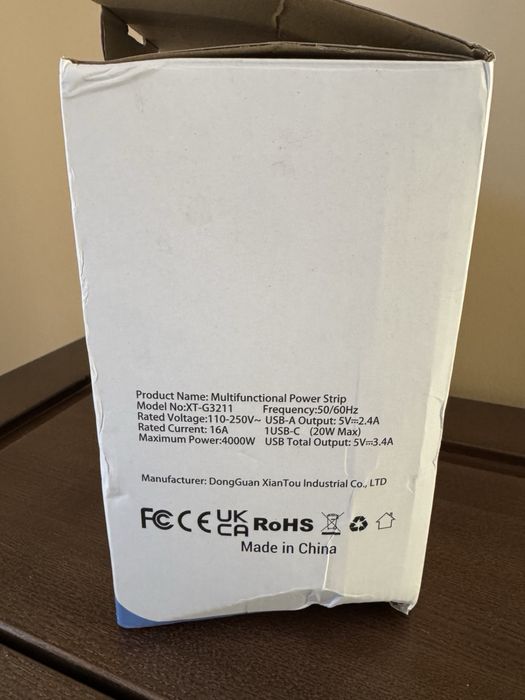 Product Name: Multifunctional Power Strip
Model No:XT-G3211 Frequency:50/60Hz
Rated Voltage:110-250V~ USB-A Output: 5V⎓2.4A
Rated Current: 16A 1USB-C (20W Max)
Maximum Power:4000W USB Total Output: 5V⎓3.4A
Manufacturer: DongGuan XianTou Industrial Co., LTD
FC CE UK CA RoHS
Made in China